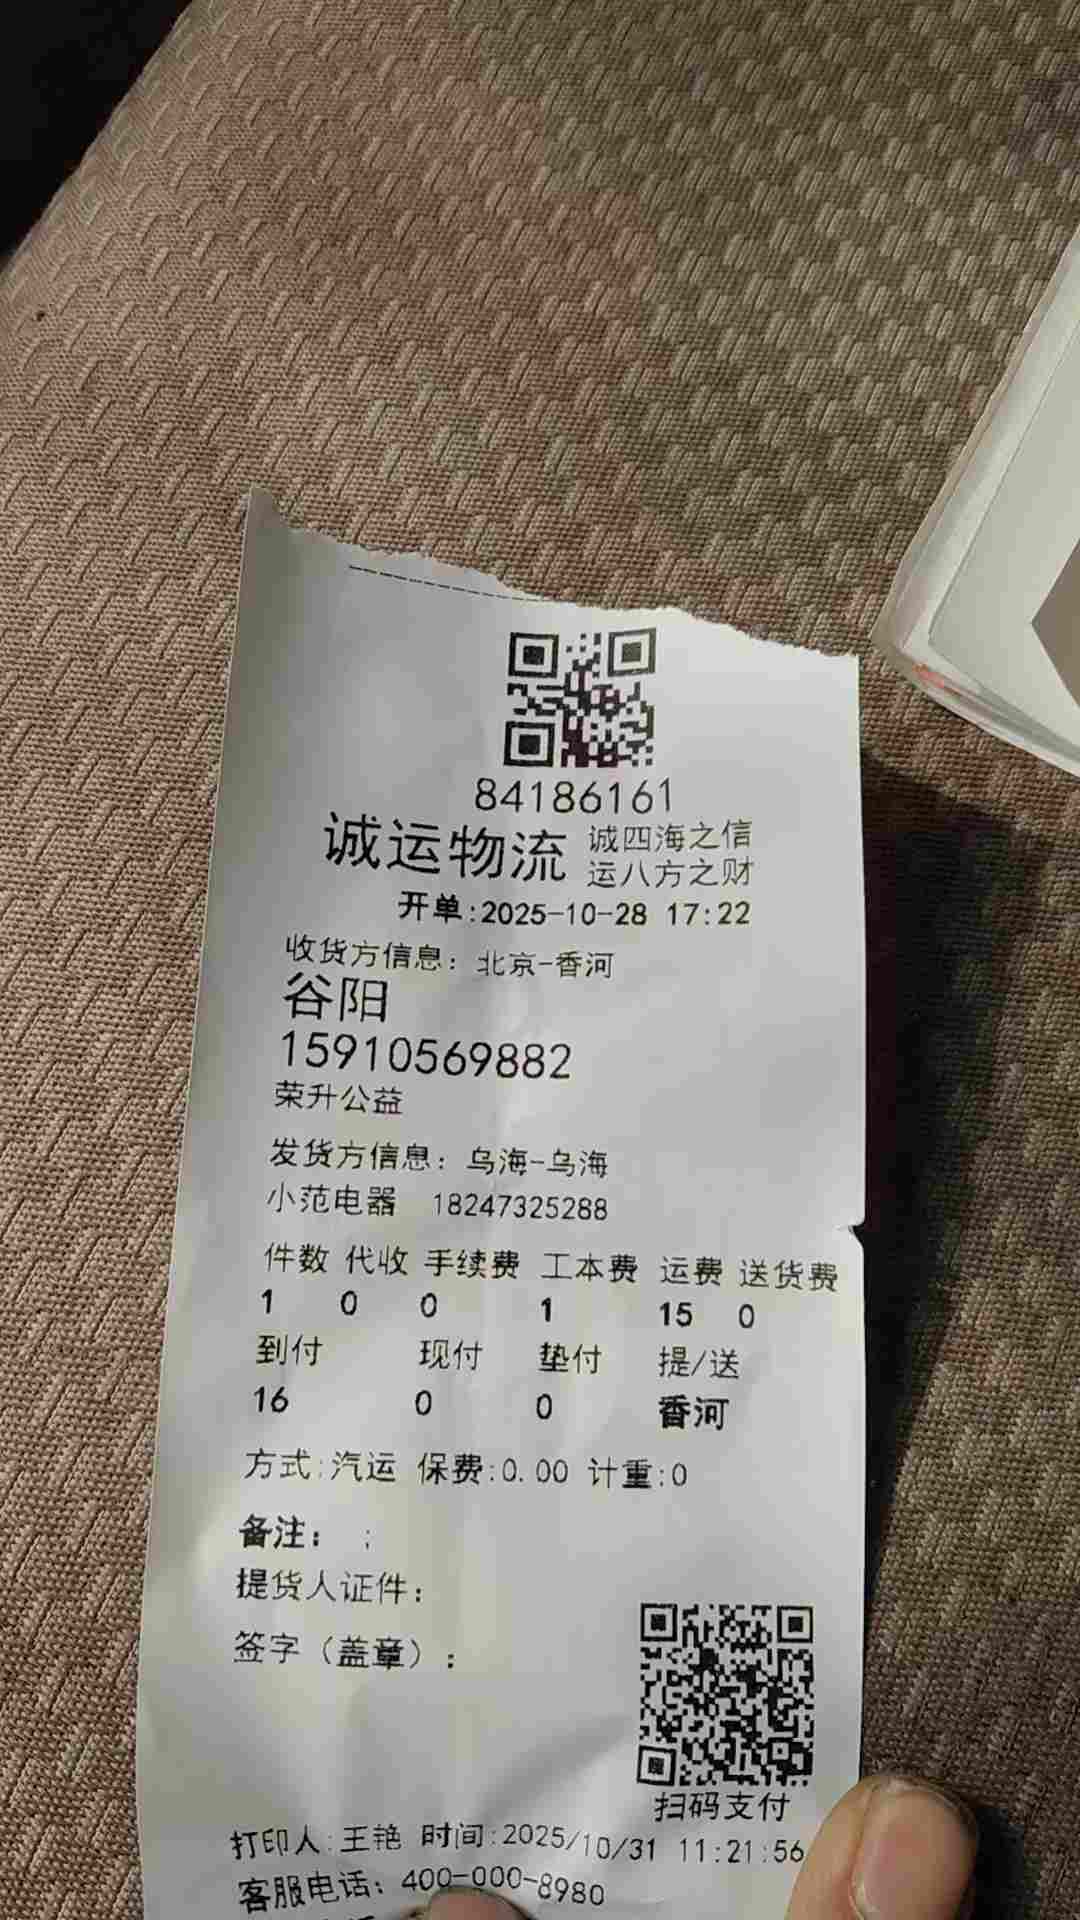 84186161
诚运物流 诚四海之信
运八方之财
开单:2025-10-28 17:22
收货方信息: 北京-香河
谷阳
15910569882
荣升公益
发货方信息: 乌海-乌海
小范电器 18247325288
件数 代收 手续费 工本费 运费 送货费
1 0 0 1 15 0
到付 现付 垫付 提/送
16 0 0 香河
方式:汽运 保费:0.00 计重:0
备注: ;
提货人证件:
签字（盖章）:
扫码支付
打印人:王艳 时间:2025/10/31 11:21:56
客服电话: 400-000-8980